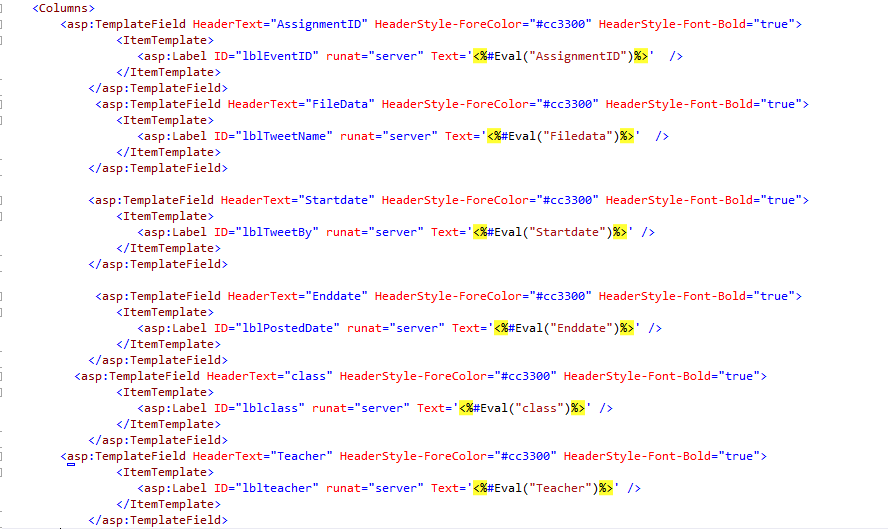 <Columns>
<asp:TemplateField HeaderText="AssignmentID" HeaderStyle-ForeColor="#cc3300" HeaderStyle-Font-Bold="true">
<ItemTemplate>
<asp:Label ID="lblEventID" runat="server" Text='<%#Eval("AssignmentID")%>' />
</ItemTemplate>
</asp:TemplateField>
<asp:TemplateField HeaderText="FileData" HeaderStyle-ForeColor="#cc3300" HeaderStyle-Font-Bold="true">
<ItemTemplate>
<asp:Label ID="lblTweetName" runat="server" Text='<%#Eval("Filedata")%>' />
</ItemTemplate>
</asp:TemplateField>
<asp:TemplateField HeaderText="Startdate" HeaderStyle-ForeColor="#cc3300" HeaderStyle-Font-Bold="true">
<ItemTemplate>
<asp:Label ID="lblTweetBy" runat="server" Text='<%#Eval("Startdate")%>' />
</ItemTemplate>
</asp:TemplateField>
<asp:TemplateField HeaderText="Enddate" HeaderStyle-ForeColor="#cc3300" HeaderStyle-Font-Bold="true">
<ItemTemplate>
<asp:Label ID="lblPostedDate" runat="server" Text='<%#Eval("Enddate")%>' />
</ItemTemplate>
</asp:TemplateField>
<asp:TemplateField HeaderText="class" HeaderStyle-ForeColor="#cc3300" HeaderStyle-Font-Bold="true">
<ItemTemplate>
<asp:Label ID="lblclass" runat="server" Text='<%#Eval("class")%>' />
</ItemTemplate>
</asp:TemplateField>
<asp:TemplateField HeaderText="Teacher" HeaderStyle-ForeColor="#cc3300" HeaderStyle-Font-Bold="true">
<ItemTemplate>
<asp:Label ID="lblteacher" runat="server" Text='<%#Eval("Teacher")%>' />
</ItemTemplate>
</asp:TemplateField>